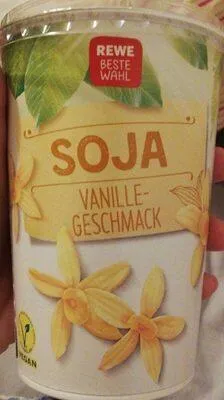 REWE
BESTE
WAHL
SOJA
VANILLE-
GESCHMACK
VEGAN